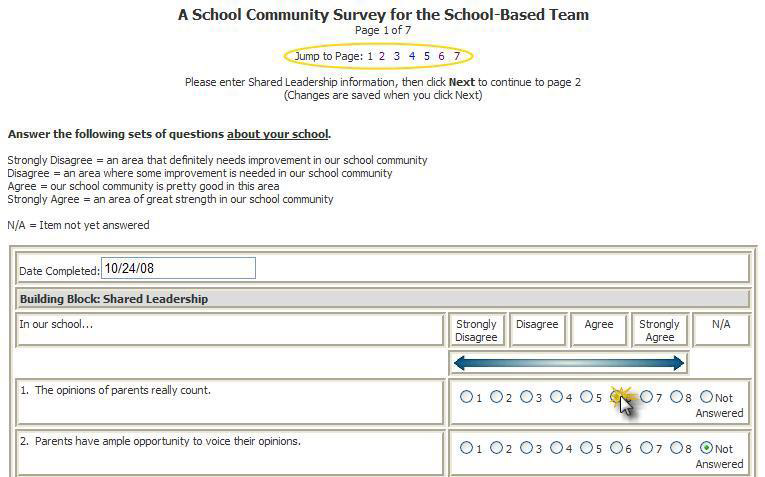 A School Community Survey for the School-Based Team
Page 1 of 7
Jump to Page: 1 2 3 4 5 6 7
Please enter Shared Leadership information, then click Next to continue to page 2
(Changes are saved when you click Next)
Answer the following sets of questions about your school.
Strongly Disagree = an area that definitely needs improvement in our school community
Disagree = an area where some improvement is needed in our school community
Agree = our school community is pretty good in this area
Strongly Agree = an area of great strength in our school community
N/A = Item not yet answered
Date Completed: 10/24/08
Building Block: Shared Leadership
In our school... Strongly Disagree Disagree Agree Strongly Agree N/A
1. The opinions of parents really count. 1 2 3 4 5 7 8 Not Answered
2. Parents have ample opportunity to voice their opinions. 1 2 3 4 5 6 7 8 Not Answered